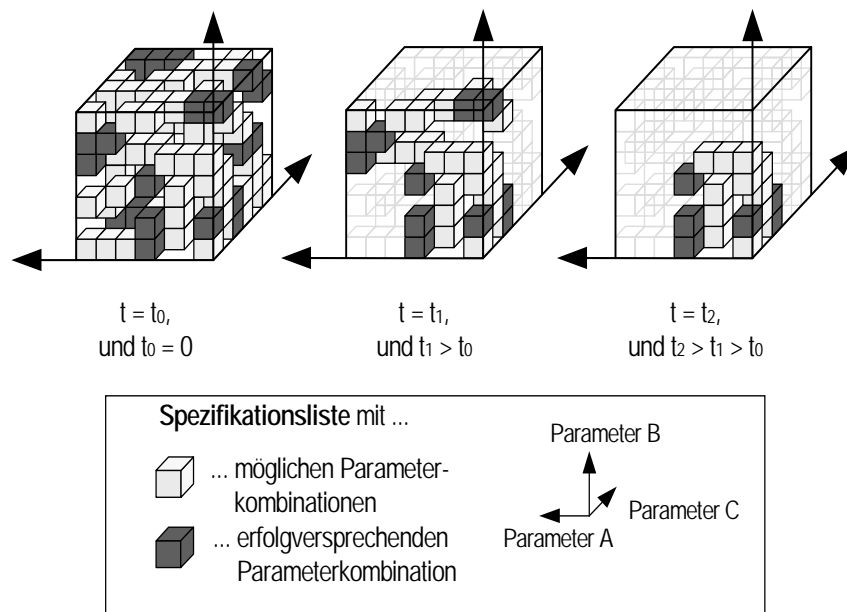 t = t0,
und t0 = 0
t = t1,
und t1 > t0
t = t2,
und t2 > t1 > t0
Spezifikationsliste mit ...
... möglichen Parameter-
kombinationen
... erfolgversprechenden
Parameterkombination
Parameter B
Parameter C
Parameter A